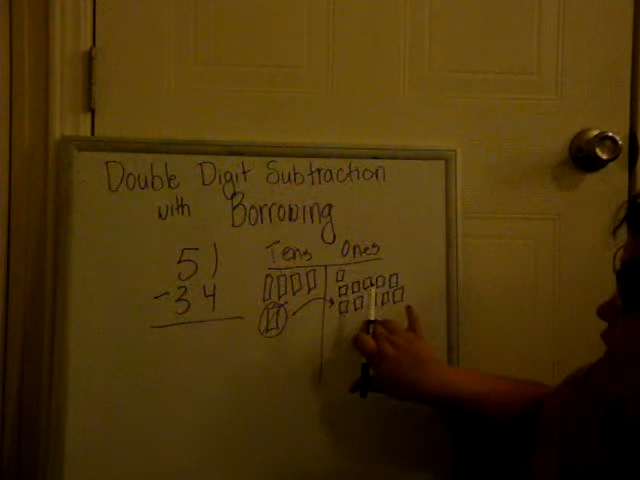 Double Digit Subtraction
with Borrowing
51
Tens Ones
-34